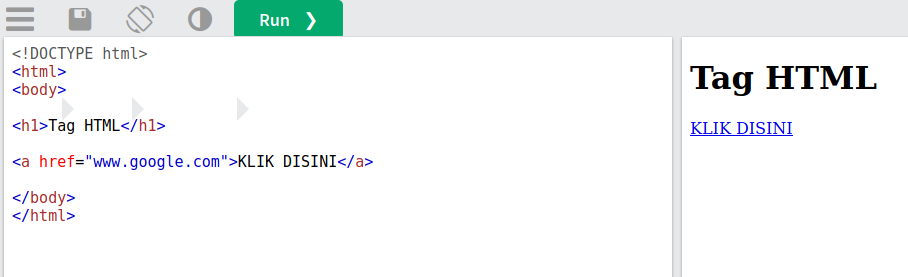 Run ❯
<!DOCTYPE html>
<html>
<body>
<h1>Tag HTML</h1>
<a href="www.google.com">KLIK DISINI</a>
</body>
</html>
Tag HTML
KLIK DISINI